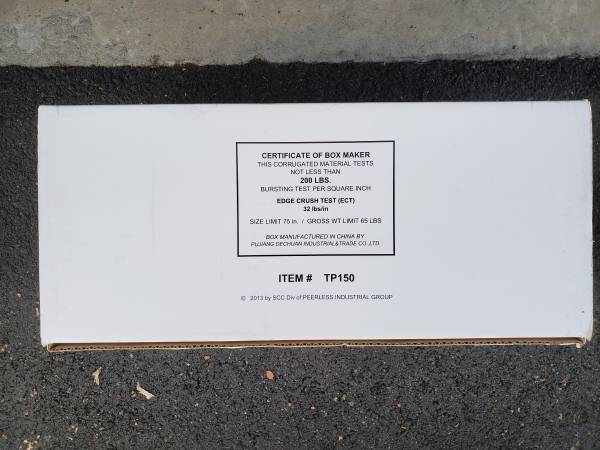 CERTIFICATE OF BOX MAKER
THIS CORRUGATED MATERIAL TESTS
NOT LESS THAN
200 LBS.
BURSTING TEST PER SQUARE INCH
EDGE CRUSH TEST (ECT)
32 lbs/in
SIZE LIMIT 75 in. / GROSS WT LIMIT 65 LBS
BOX MANUFACTURED IN CHINA BY
PUJIANG DECHUAN INDUSTRIAL&TRADE CO.,LTD.
ITEM # TP150
© 2013 by SCC Div of PEERLESS INDUSTRIAL GROUP